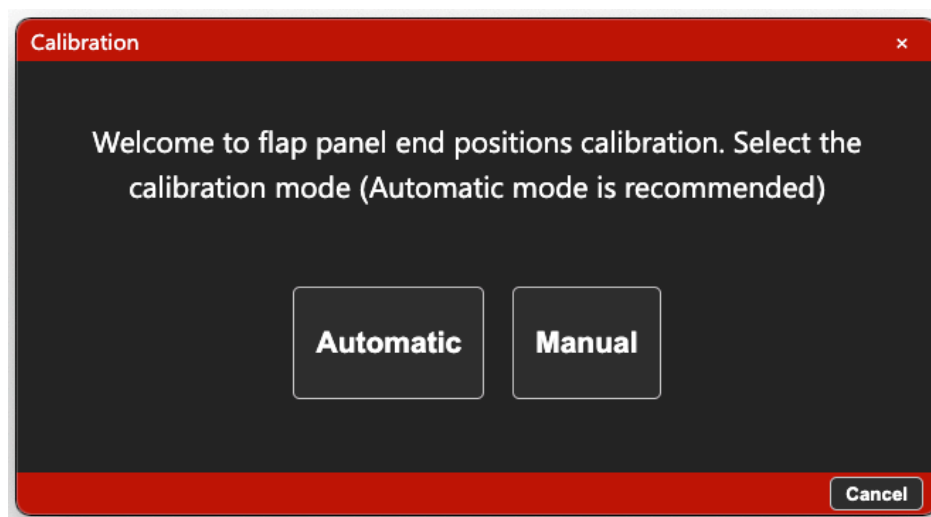 Calibration ×
Welcome to flap panel end positions calibration. Select the
calibration mode (Automatic mode is recommended)
Automatic Manual
Cancel